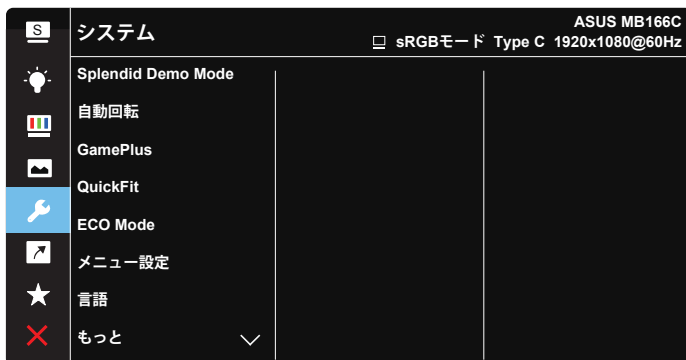 S
システム
ASUS MB166C
sRGBモード Type C 1920x1080@60Hz
Splendid Demo Mode
自動回転
GamePlus
QuickFit
ECO Mode
メニュー設定
言語
もっと